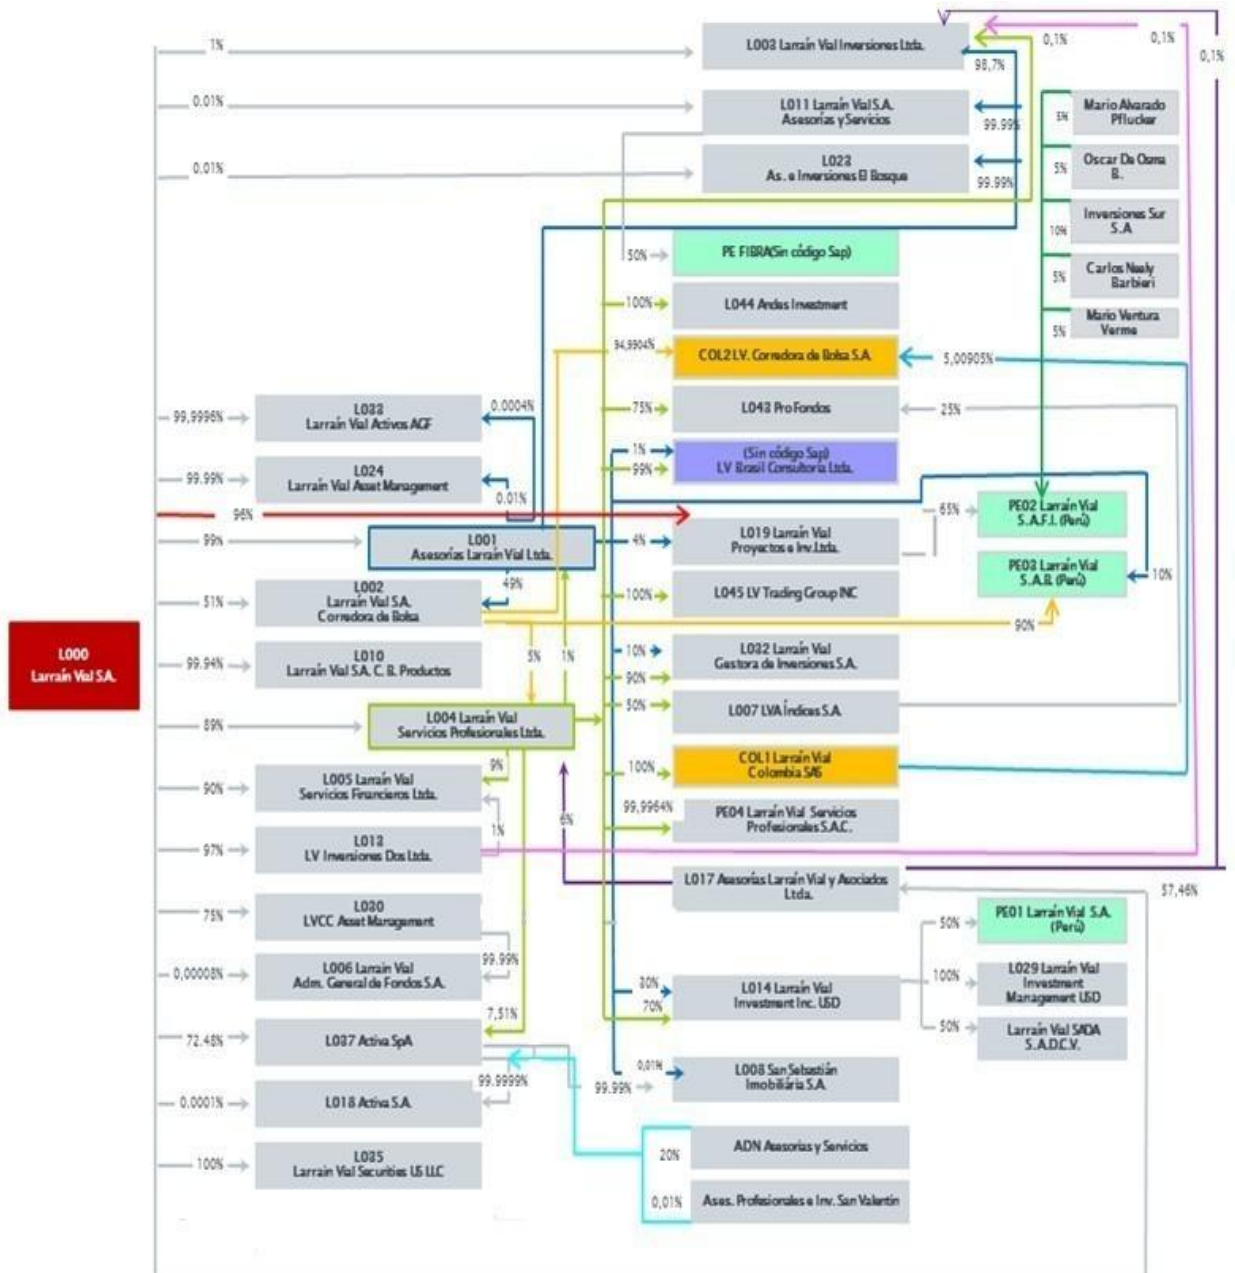 1%
L003 Larraín Vial Inversiones Ltda.
0,1%
0,1%
0,1%
98,7%
0.01%
L011 Larraín Vial S.A.
Asesorías y Servicios
99.99%
5%
Mario Alvarado
Pflucker
0.01%
L023
As. e Inversiones El Bosque
99.99%
5%
Oscar De Osma
B.
10%
Inversiones Sur
S.A
50%
PE FIBRA(Sin código Sap)
5%
Carlos Neely
Barbieri
100%
L044 Andes Investment
5%
Mario Ventura
Verme
94,9904%
COL2 L.V. Corredora de Bolsa S.A.
5,00905%
99,9996%
L033
Larraín Vial Activos AGF
0.0004%
75%
L043 Pro Fondos
25%
1%
99%
(Sin código Sap)
LV Brasil Consultoría Ltda.
99.99%
L024
Larraín Vial Asset Management
0.01%
96%
65%
PE02 Larraín Vial
S.A.F.I. (Perú)
99%
L001
Asesorías Larraín Vial Ltda.
4%
L019 Larraín Vial
Proyectos e Inv.Ltda.
PE03 Larraín Vial
S.A.B. (Perú)
10%
49%
51%
L002
Larraín Vial S.A.
Corredora de Bolsa
100%
L045 LV Trading Group INC
90%
L000
Larraín Vial S.A.
99.94%
L010
Larraín Vial S.A. C. B. Productos
5%
1%
10%
90%
L032 Larraín Vial
Gestora de Inversiones S.A.
89%
L004 Larraín Vial
Servicios Profesionales Ltda.
50%
L007 LVA Índices S.A.
9%
90%
L005 Larraín Vial
Servicios Financieros Ltda.
100%
COL1 Larraín Vial
Colombia SAS
1%
6%
99,9964%
PE04 Larraín Vial Servicios
Profesionales S.A.C.
97%
L013
LV Inversiones Dos Ltda.
L017 Asesorías Larraín Vial y Asociados
Ltda.
57,46%
75%
L030
LVCC Asset Management
99.99%
50%
PE01 Larraín Vial S.A.
(Perú)
0,00008%
L006 Larraín Vial
Adm. General de Fondos S.A.
30%
70%
L014 Larraín Vial
Investment Inc. USD
100%
L029 Larraín Vial
Investment
Management USD
7,51%
72.48%
L037 Activa SpA
50%
Larraín Vial SADA
S.A.D.C.V.
99.9999%
99.99%
0,01%
L008 San Sebastián
Imobiliária S.A.
0.0001%
L018 Activa S.A.
20%
ADN Asesorías y Servicios
100%
L035
Larraín Vial Securities US LLC
0,01%
Ases. Profesionales e Inv. San Valentín